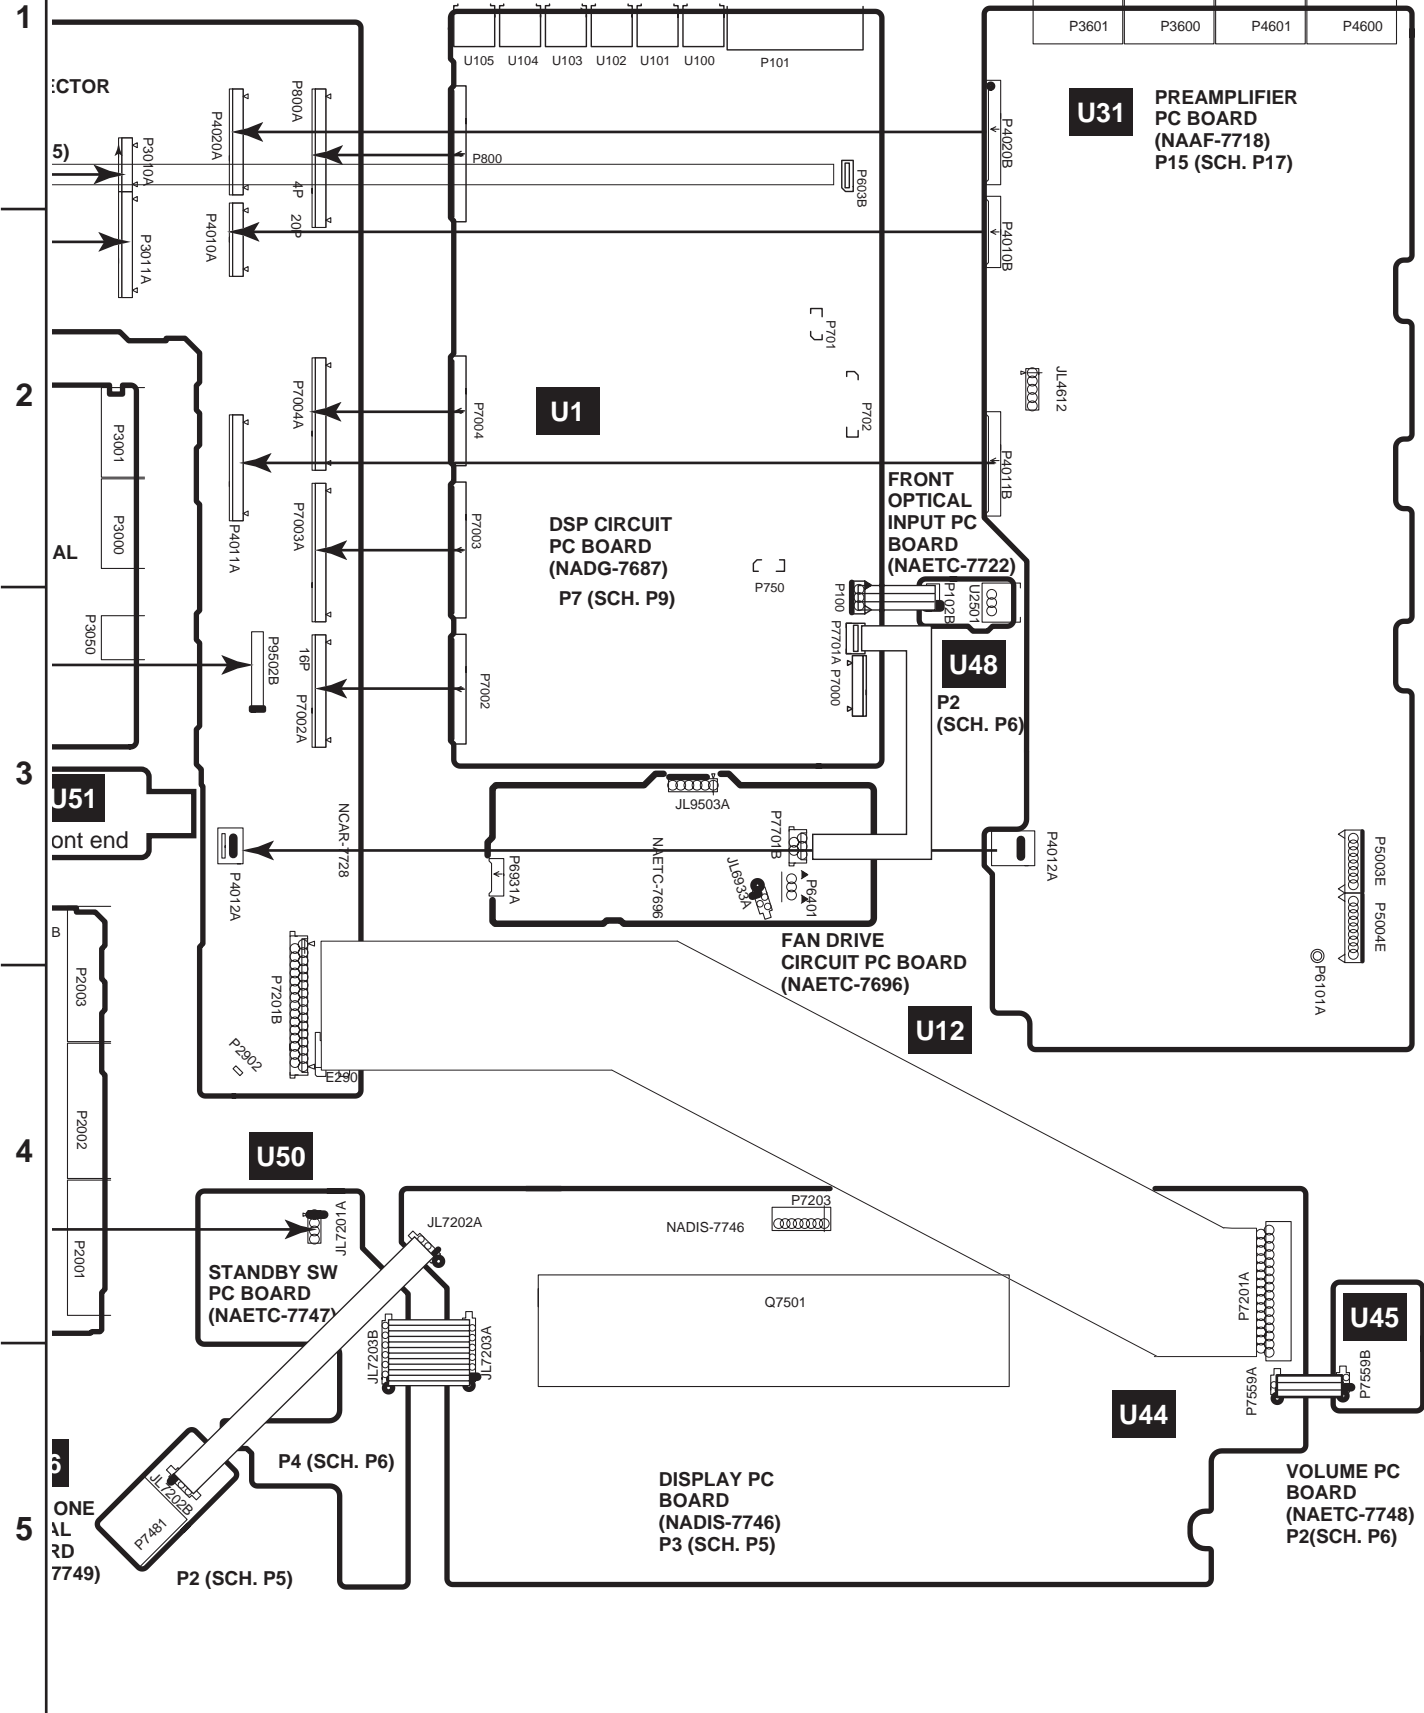 1
2
3
4
5
ECTOR
5)
P3010A
P3011A
P4020A
P4010A
P800A
4P
20P
U105
U104
U103
U102
U101
U100
P101
P800
P603B
P3601
P3600
P4601
P4600
U31
PREAMPLIFIER
PC BOARD
(NAAF-7718)
P15 (SCH. P17)
P4020B
P4010B
P701
P702
JL4612
P4011B
P3001
P3000
P3050
AL
P7004A
P4011A
P7003A
P9502B
16P
P7002A
P7004
P7003
P7002
U1
DSP CIRCUIT
PC BOARD
(NADG-7687)
P7 (SCH. P9)
P750
P100
P7701A
P7000
FRONT
OPTICAL
INPUT PC
BOARD
(NAETC-7722)
P102B
U2501
U48
P2
(SCH. P6)
U51
ont end
P4012A
NCAR-7728
JL9503A
P6931A
NAETC-7696
P7701B
JL6933A
P6401
P4012A
P5003E
P5004E
P6101A
FAN DRIVE
CIRCUIT PC BOARD
(NAETC-7696)
U12
B
P2003
P2002
P2001
P7201B
P2902
E290
U50
JL7201A
STANDBY SW
PC BOARD
(NAETC-7747)
JL7202A
NADIS-7746
P7203
Q7501
P7201A
JL7203B
JL7203A
U45
P7559A
P7559B
U44
6
ONE
AL
RD
7749)
JL7202B
P7481
P4 (SCH. P6)
P2 (SCH. P5)
DISPLAY PC
BOARD
(NADIS-7746)
P3 (SCH. P5)
VOLUME PC
BOARD
(NAETC-7748)
P2(SCH. P6)